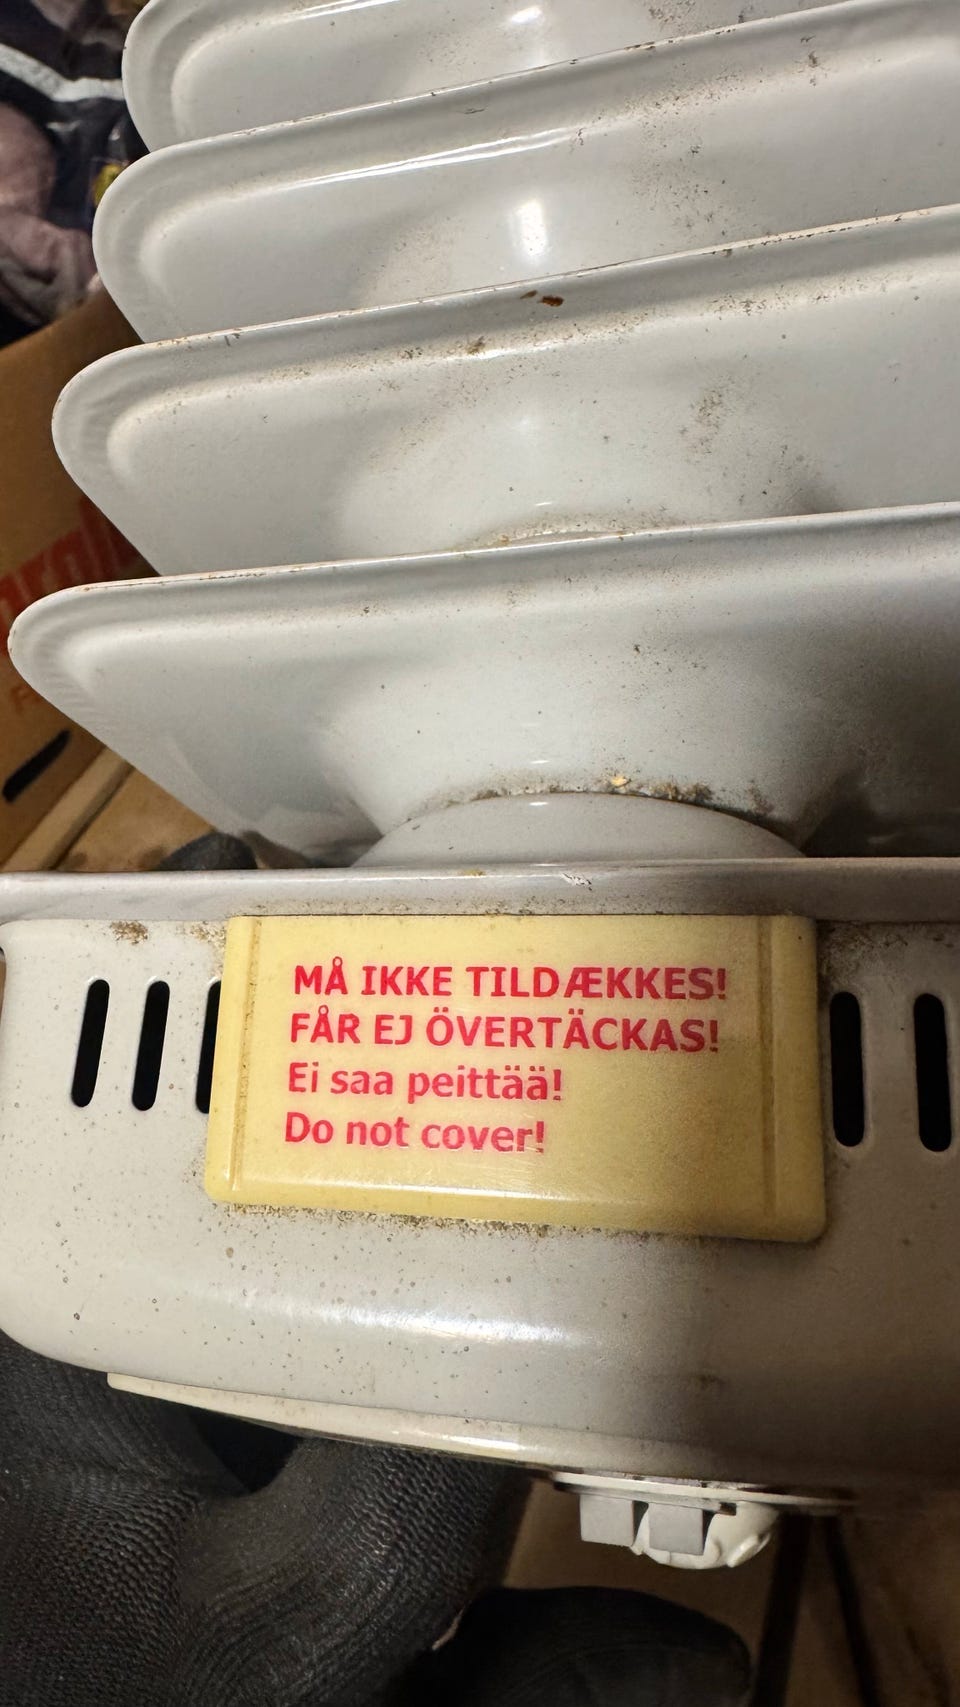 MÅ IKKE TILDÆKKES!
FÅR EJ ÖVERTÄCKAS!
Ei saa peittää!
Do not cover!